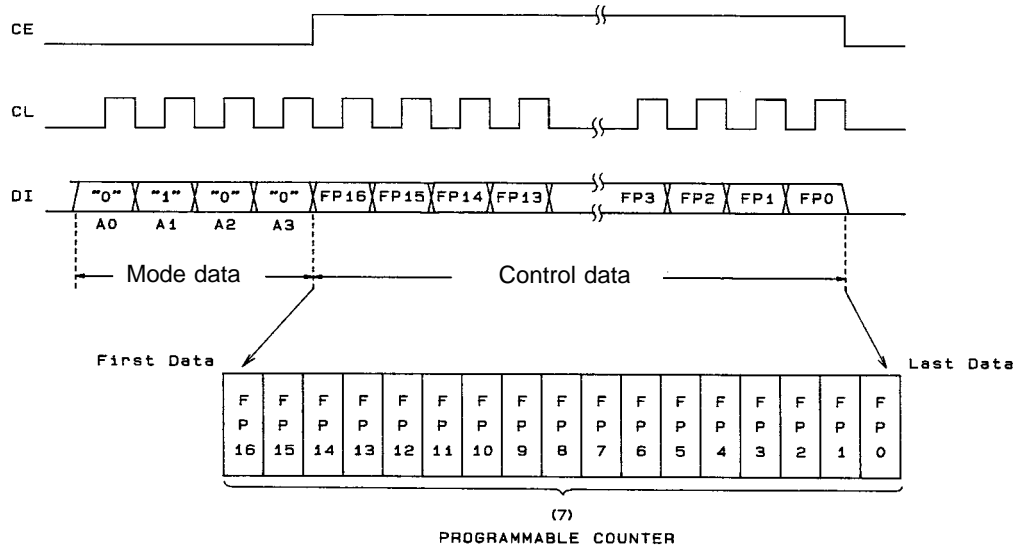 CE
CL
DI "0" "1" "0" "0" FP16 FP15 FP14 FP13 FP3 FP2 FP1 FP0
A0 A1 A2 A3
Mode data Control data
First Data Last Data
F F F F F F F F F F F F F F F F F
P P P P P P P P P P P P P P P P P
16 15 14 13 12 11 10 9 8 7 6 5 4 3 2 1 0
(7)
PROGRAMMABLE COUNTER